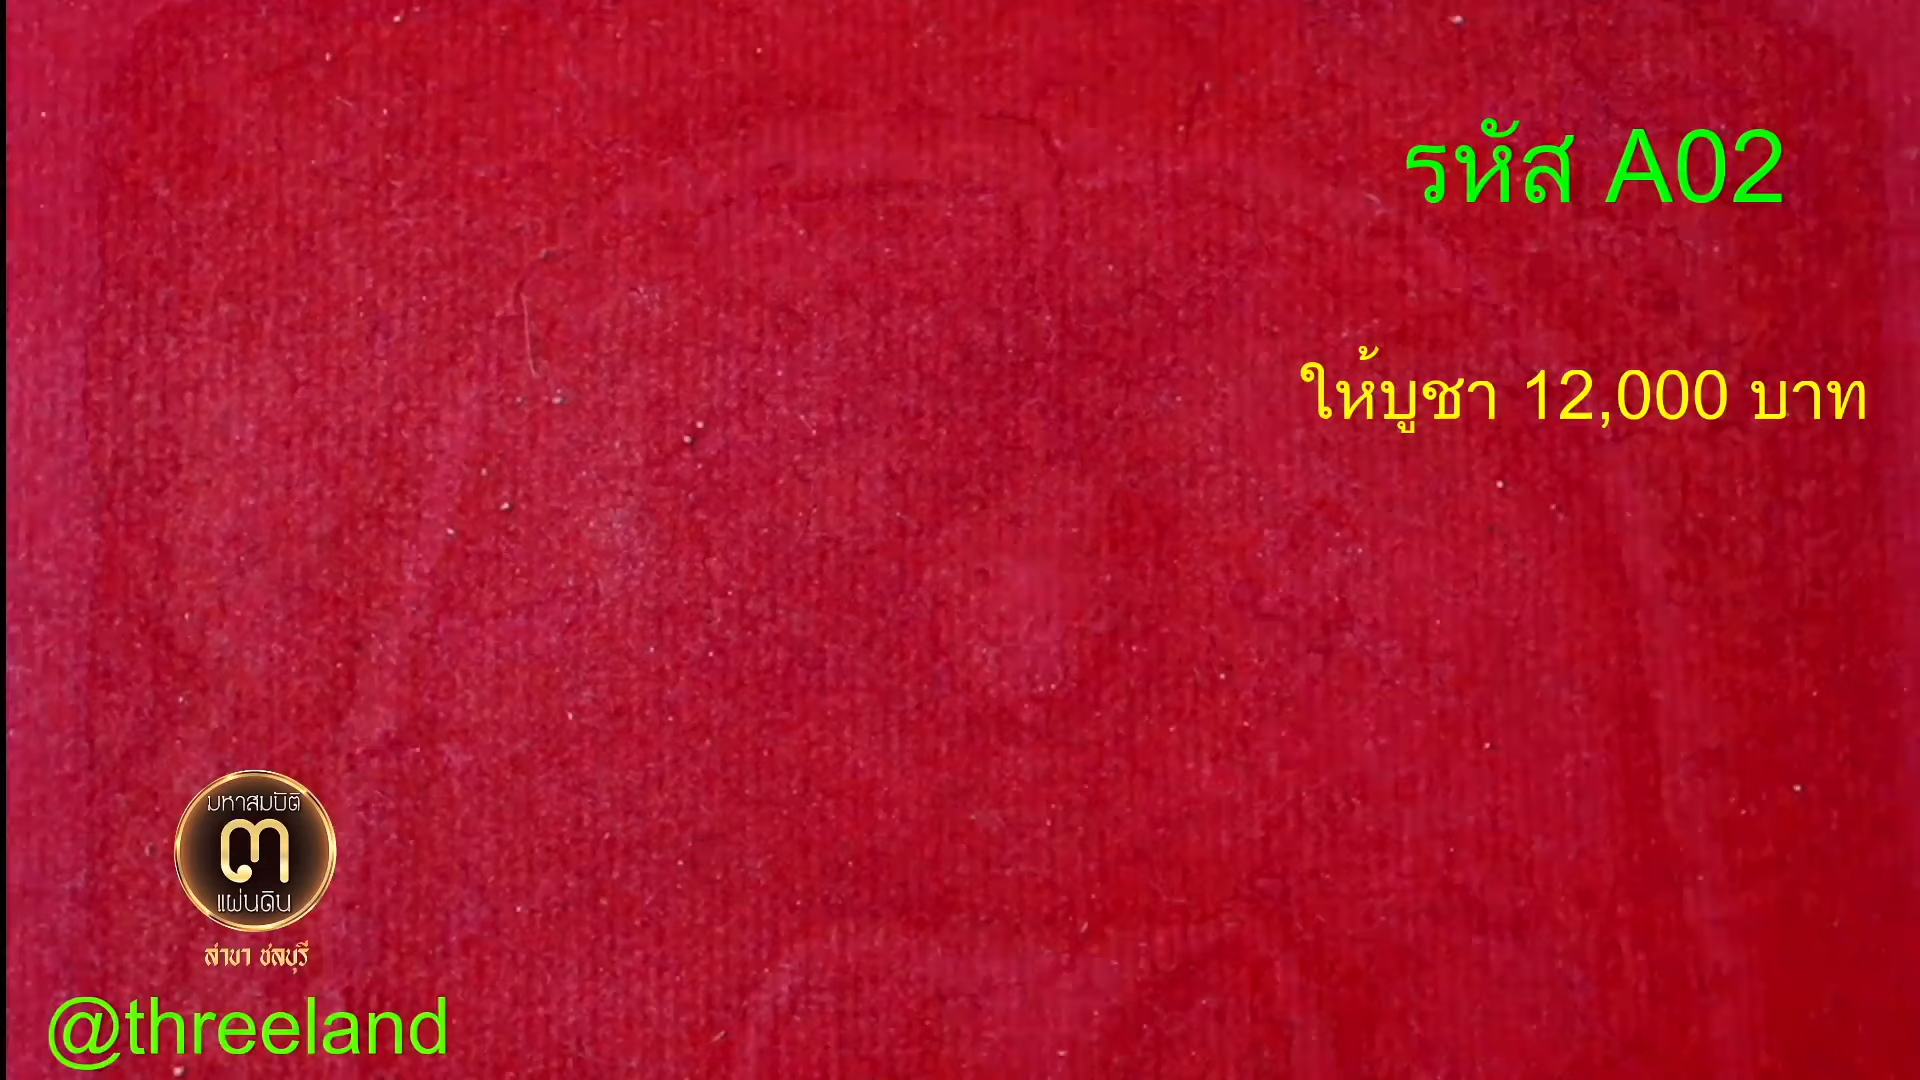 รหัส A02
ให้บูชา 12,000 บาท
มหาสมบัติ
๓
แผ่นดิน
สาขา ชลบุรี
@threeland